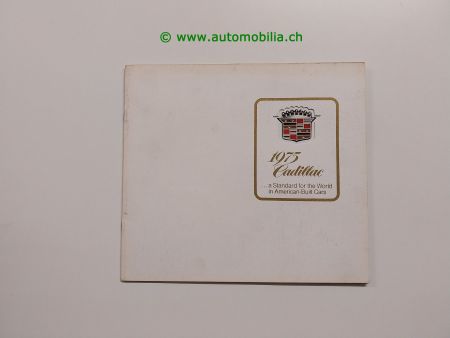 © www.automobilia.ch
1975
Cadillac
...a Standard for the World
in American-Built Cars